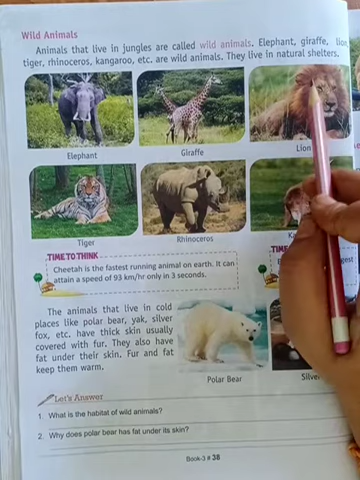 Wild Animals
Animals that live in jungles are called wild animals. Elephant, giraffe, lion,
tiger, rhinoceros, kangaroo, etc. are wild animals. They live in natural shelters.
Elephant
Giraffe
Lion
Tiger
Rhinoceros
Ka
TIME TO THINK
TIME
Cheetah is the fastest running animal on earth. It can
attain a speed of 93 km/hr only in 3 seconds.
gest
The animals that live in cold
places like polar bear, yak, silver
fox, etc. have thick skin usually
covered with fur. They also have
fat under their skin. Fur and fat
keep them warm.
Polar Bear
Silver
Let's Answer
1. What is the habitat of wild animals?
2. Why does polar bear has fat under its skin?
Book-3 # 38